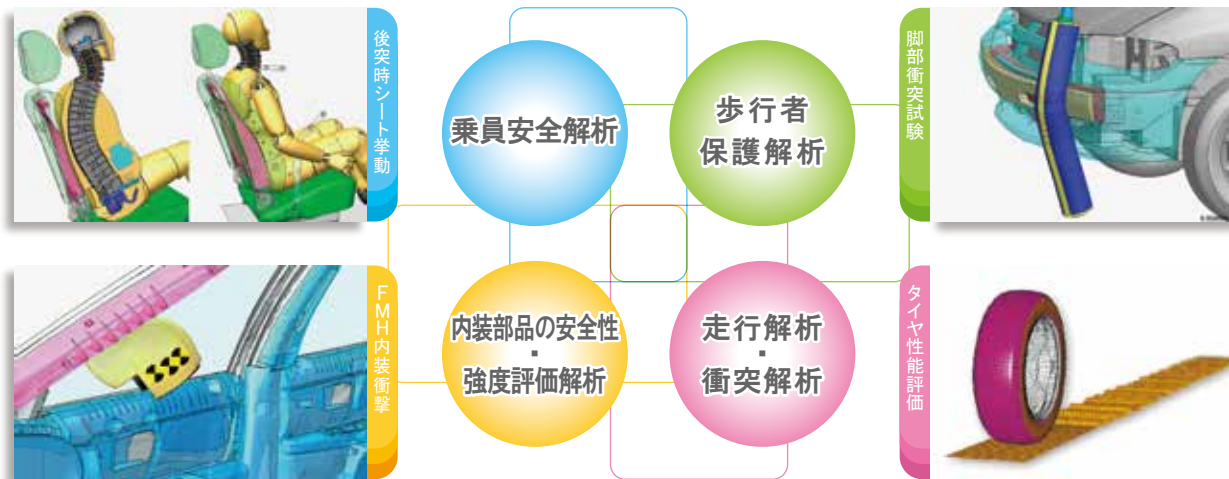 後突時シート挙動
乗員安全解析
歩行者
保護解析
脚部衝突試験
FMH内装衝撃
内装部品の安全性
・
強度評価解析
走行解析
・
衝突解析
タイヤ性能評価